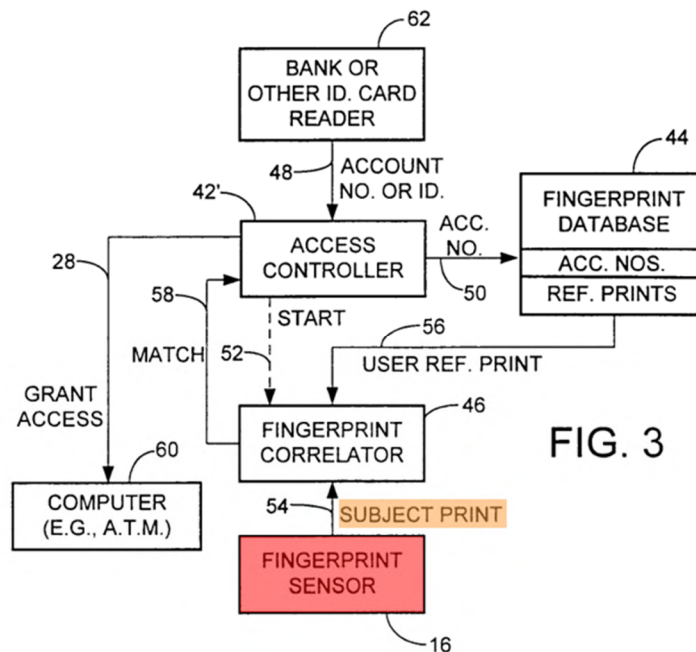 62
BANK OR
OTHER ID. CARD
READER
48
ACCOUNT
NO. OR ID.
44
42'
FINGERPRINT
DATABASE
ACC. NOS.
REF. PRINTS
ACCESS
CONTROLLER
ACC.
NO.
50
28
58
START
52
MATCH
56
USER REF. PRINT
GRANT
ACCESS
46
FINGERPRINT
CORRELATOR
FIG. 3
60
COMPUTER
(E.G., A.T.M.)
54
SUBJECT PRINT
FINGERPRINT
SENSOR
16